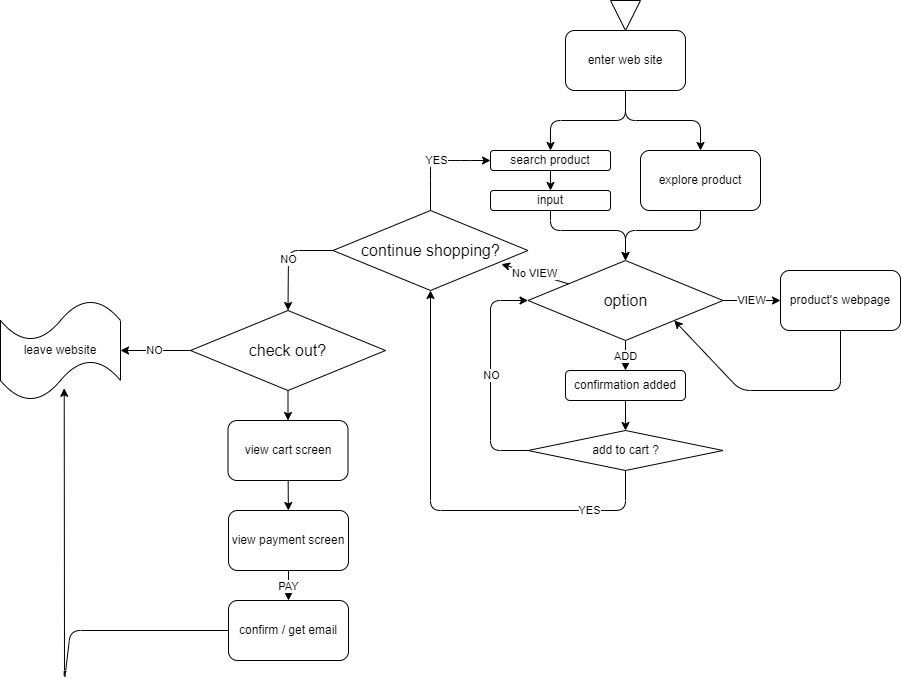 enter web site
YES
search product
explore product
input
continue shopping?
NO
No VIEW
option
VIEW
product's webpage
leave website
NO
check out?
ADD
NO
confirmation added
view cart screen
add to cart ?
YES
view payment screen
PAY
confirm / get email